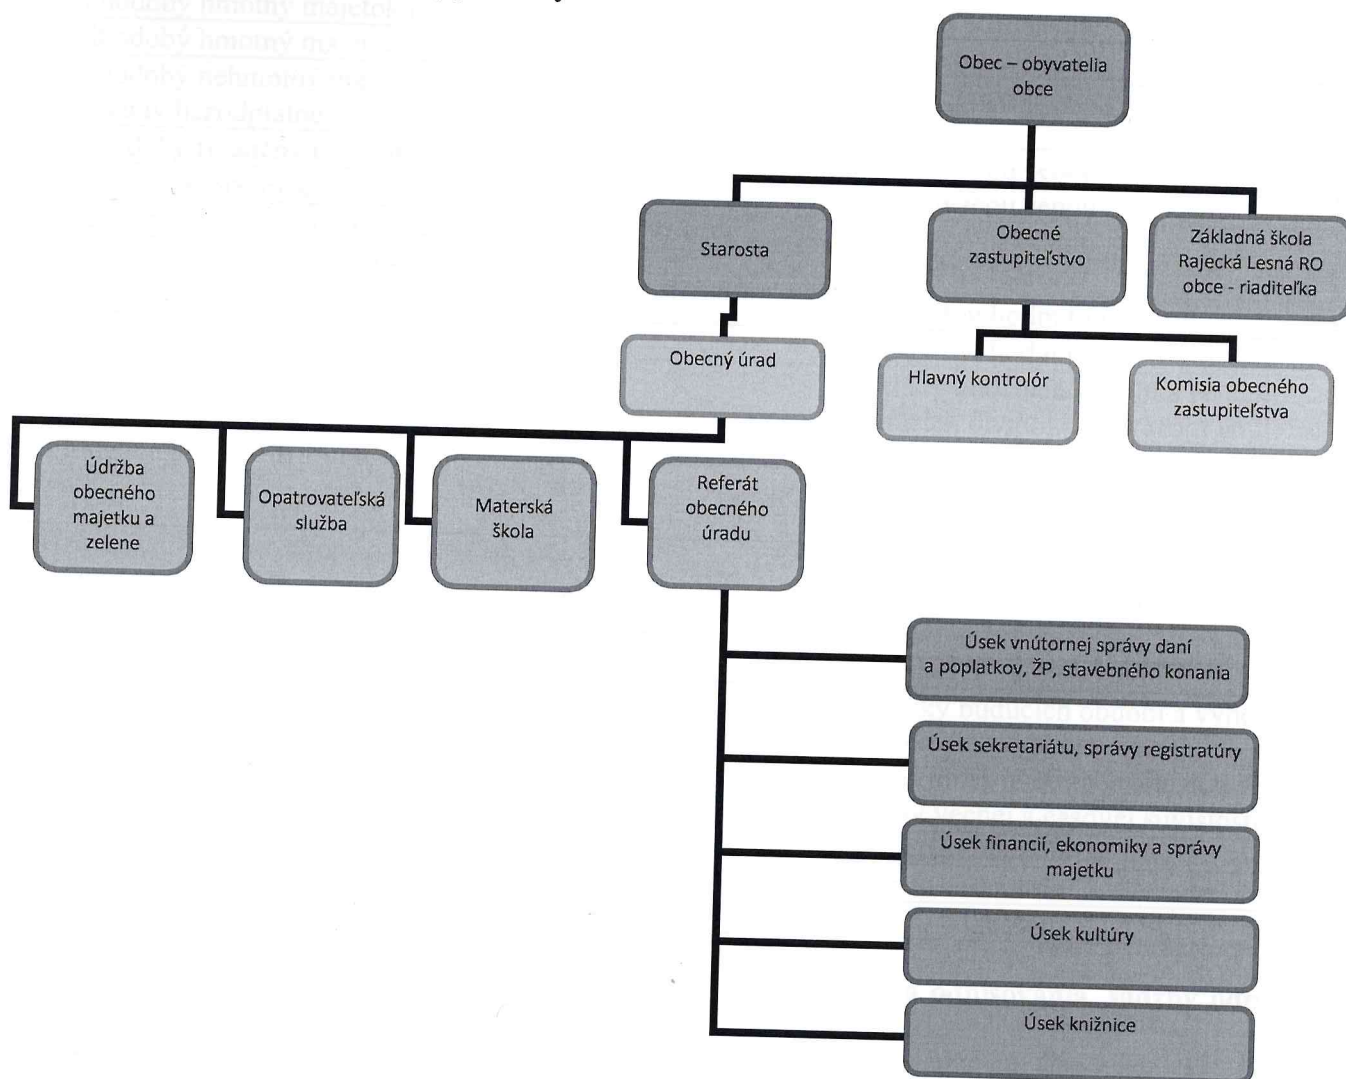 Obec – obyvatelia
obce
Starosta
Obecné
zastupiteľstvo
Základná škola
Rajecká Lesná RO
obce - riaditeľka
Obecný úrad
Hlavný kontrolór
Komisia obecného
zastupiteľstva
Údržba
obecného
majetku a
zelene
Opatrovateľská
služba
Materská
škola
Referát
obecného
úradu
Úsek vnútornej správy daní
a poplatkov, ŽP, stavebného konania
Úsek sekretariátu, správy registratúry
Úsek financií, ekonomiky a správy
majetku
Úsek kultúry
Úsek knižnice